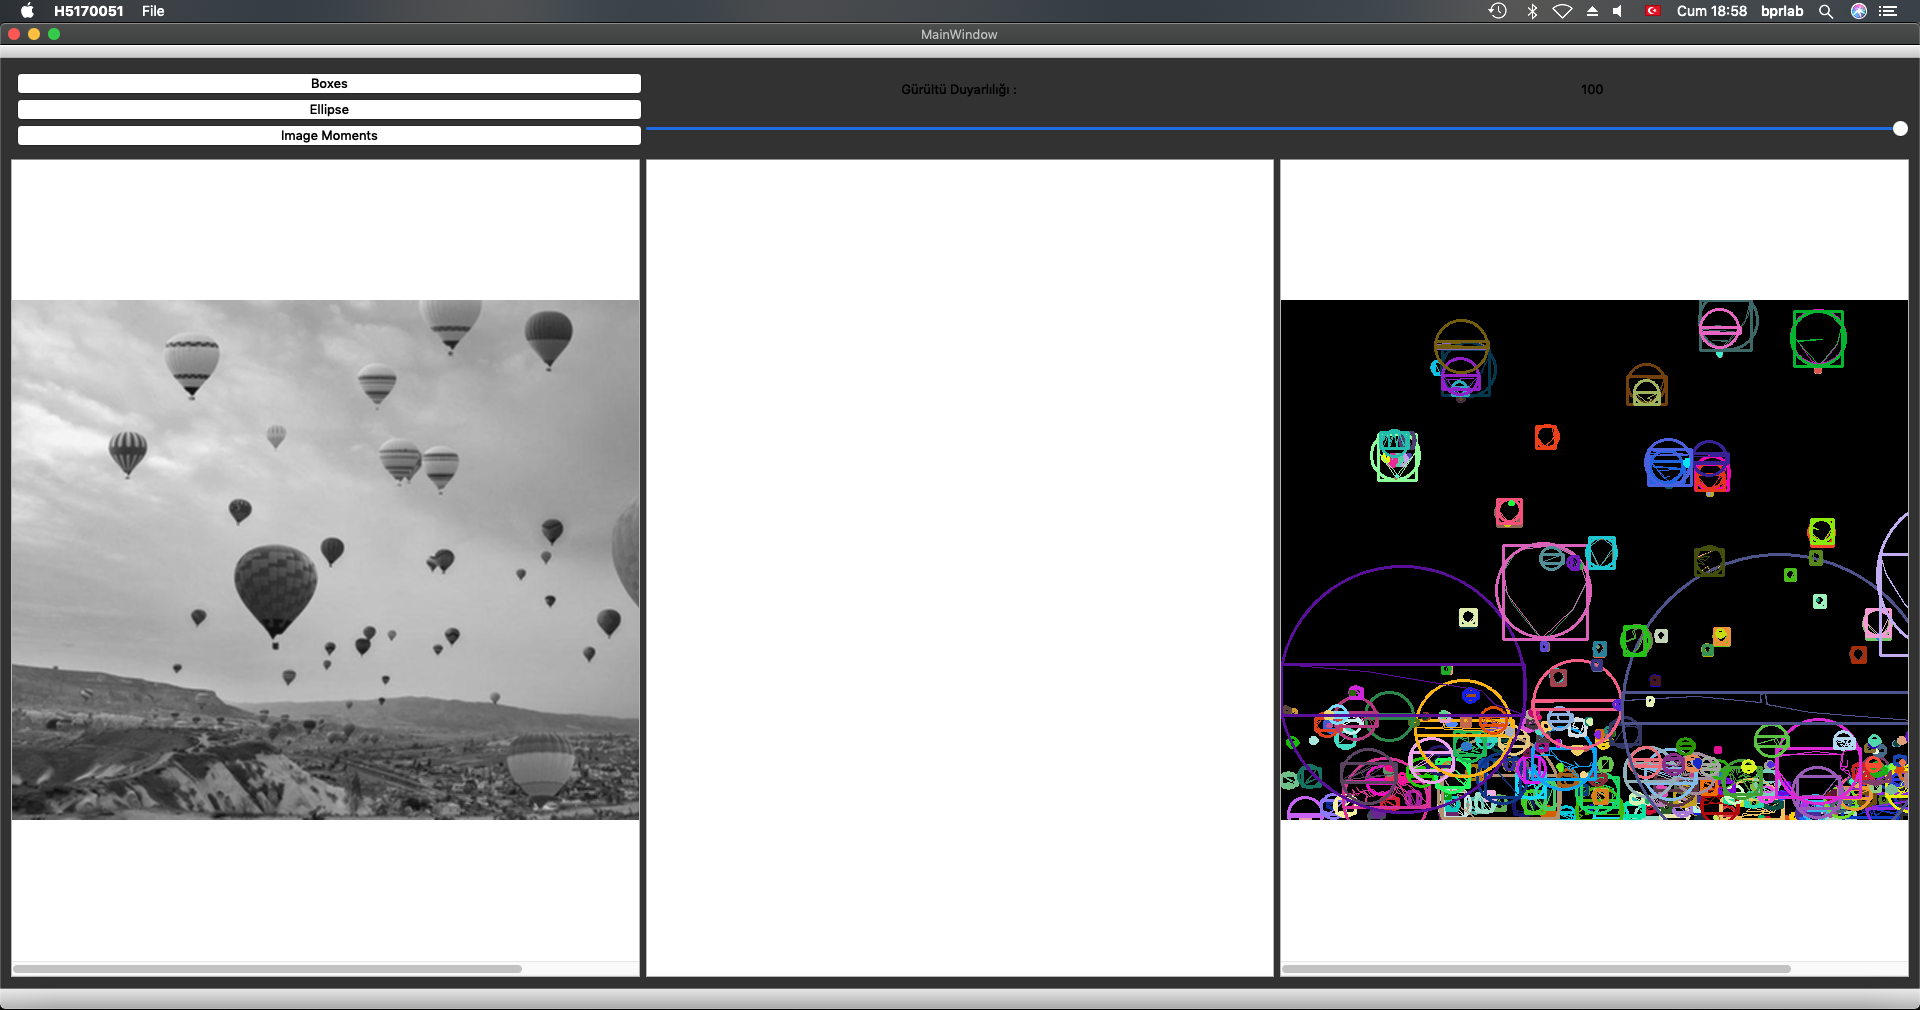 H5170051 File Cum 18:58 bprlab
MainWindow
Boxes
Ellipse
Image Moments
Gürültü Duyarlılığı :
100